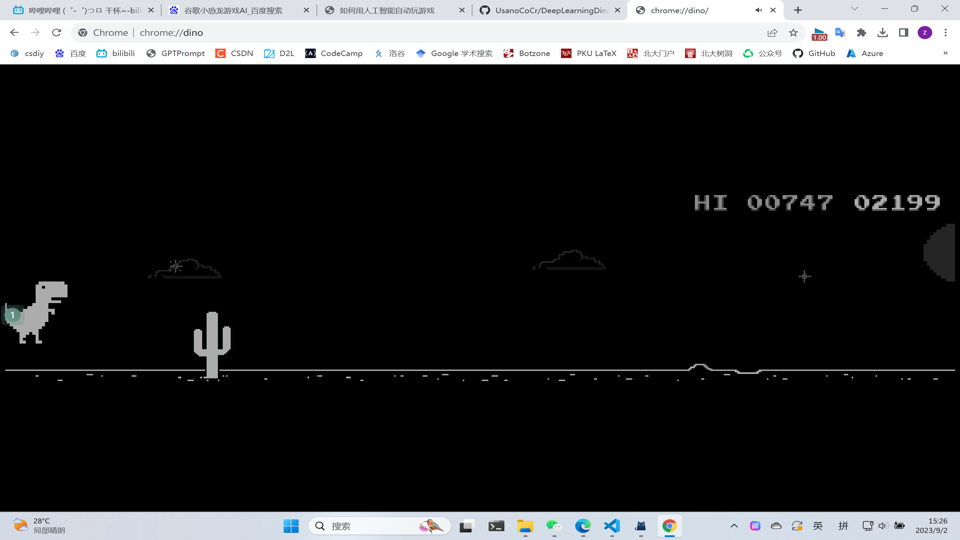 哔哩哔哩 (゜-゜)つロ 干杯~-bili
谷歌小恐龙游戏AI_百度搜索
如何用人工智能自动玩游戏
UsanoCoCr/DeepLearningDin
chrome://dino/
Chrome | chrome://dino
1.00
z
csdiy
百度
bilibili
GPTPrompt
CSDN
D2L
CodeCamp
洛谷
Google 学术搜索
Botzone
PKU LaTeX
北大门户
北大树洞
公众号
GitHub
Azure
»
HI 00747 02199
1
28°C
局部晴朗
搜索
英
拼
15:26
2023/9/2